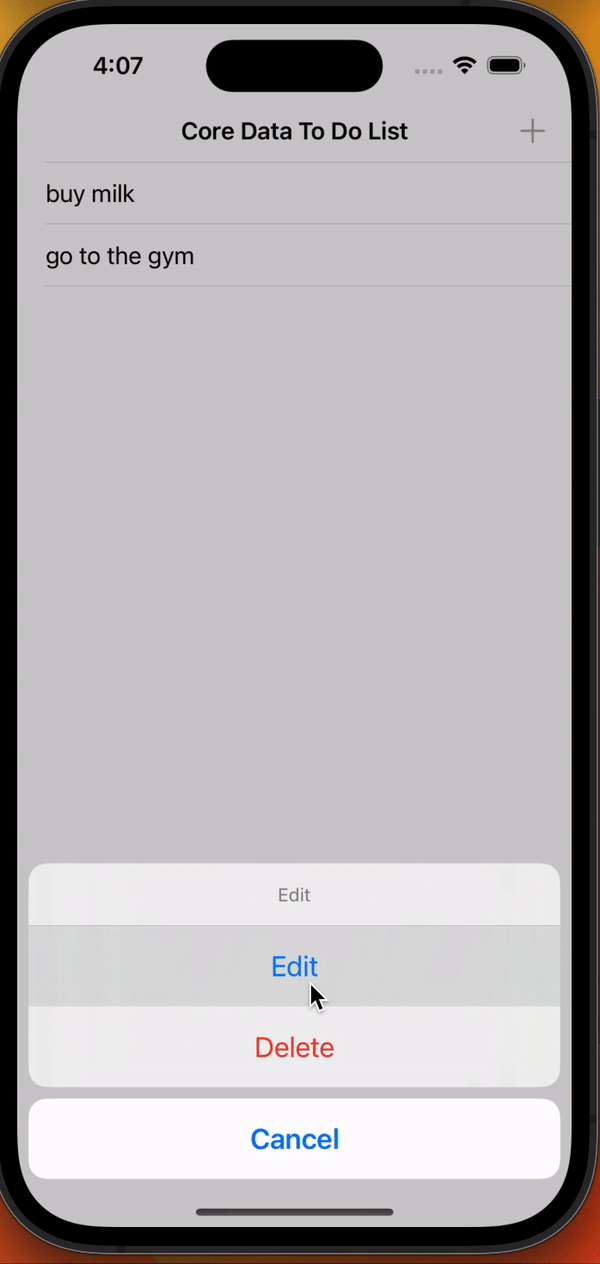 4:07
Core Data To Do List
buy milk
go to the gym
Edit
Edit
Delete
Cancel